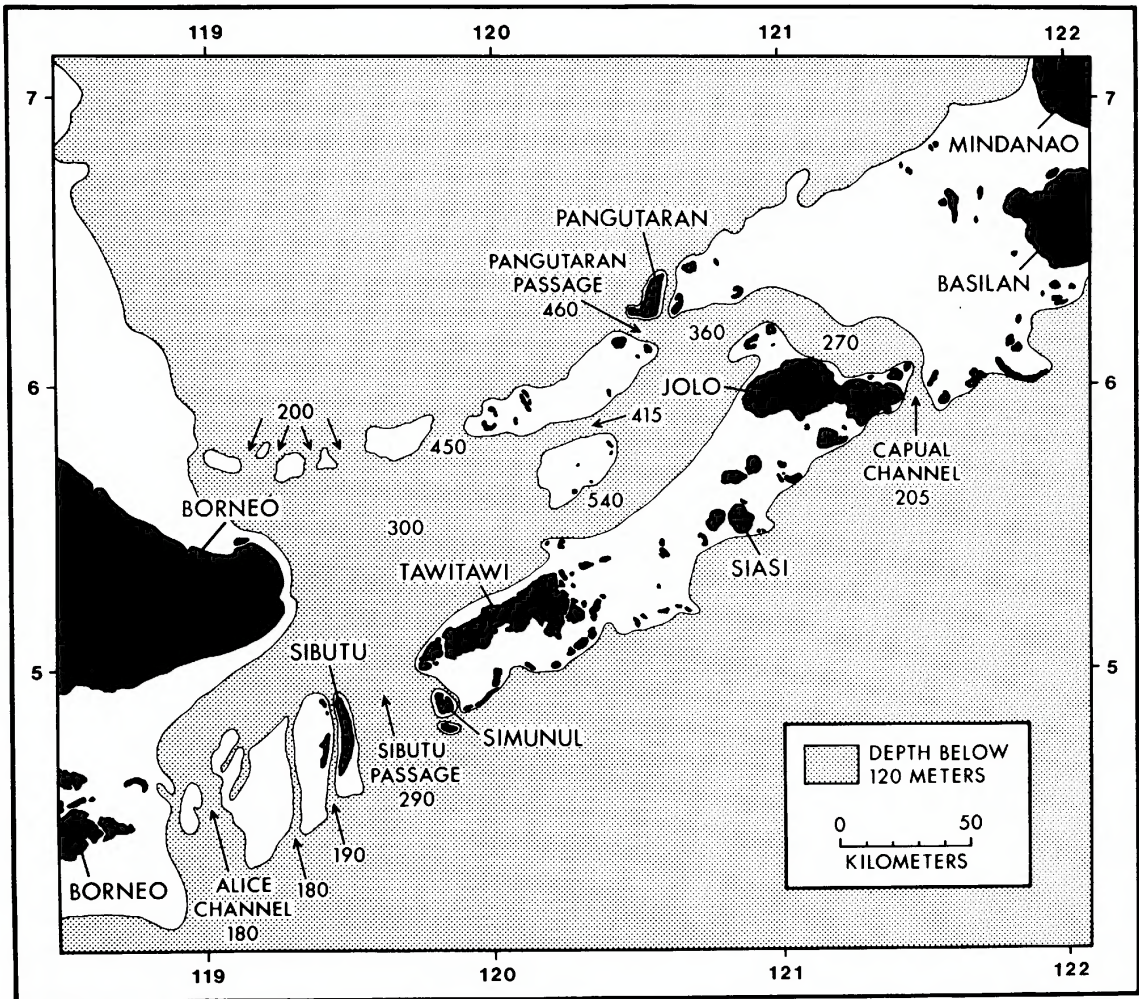 119
120
121
122
7
7
MINDANAO
PANGUTARAN
PANGUTARAN
PASSAGE
460
BASILAN
360
270
6
6
JOLO
200
415
450
CAPUAL
CHANNEL
205
BORNEO
540
300
SIASI
TAWITAWI
5
5
SIBUTU
SIMUNUL
SIBUTU
PASSAGE
290
DEPTH BELOW
120 METERS
0 50
KILOMETERS
190
180
BORNEO
ALICE
CHANNEL
180
119
120
121
122